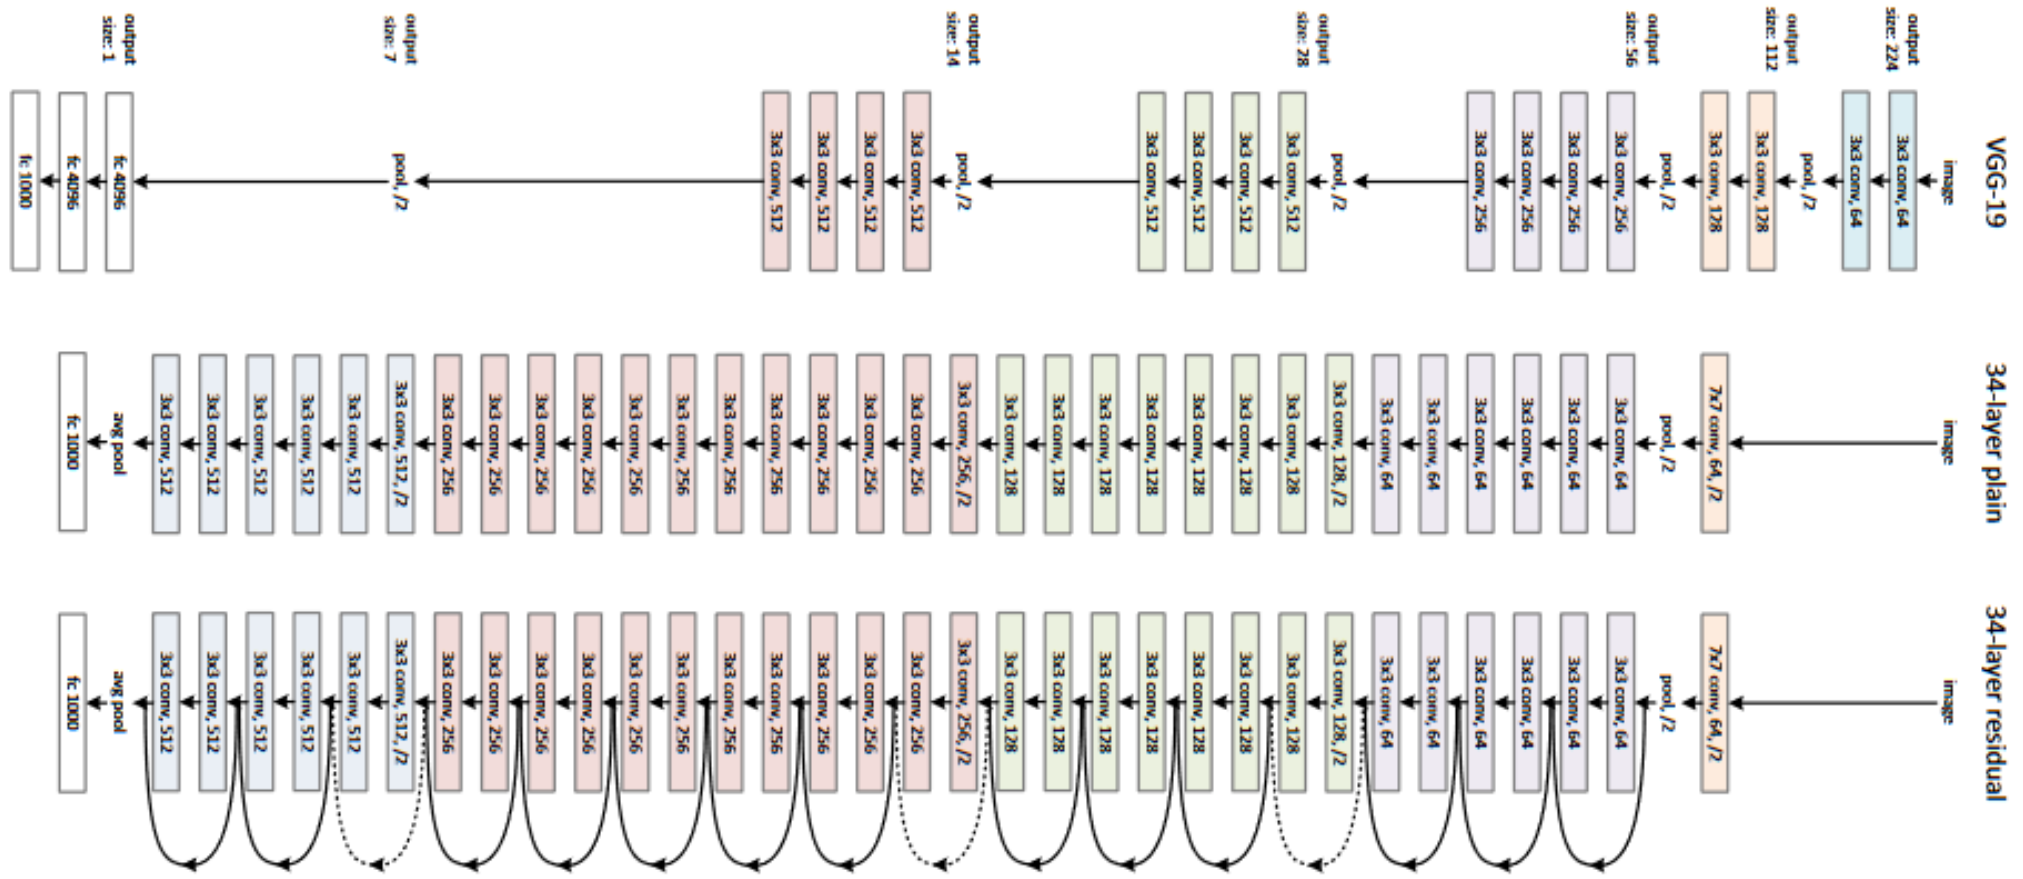 output
size: 224
output
size: 112
output
size: 56
output
size: 28
output
size: 14
output
size: 7
output
size: 1
VGG-19
image
3x3 conv, 64
3x3 conv, 64
pool, /2
3x3 conv, 128
3x3 conv, 128
pool, /2
3x3 conv, 256
3x3 conv, 256
3x3 conv, 256
3x3 conv, 256
pool, /2
3x3 conv, 512
3x3 conv, 512
3x3 conv, 512
3x3 conv, 512
pool, /2
3x3 conv, 512
3x3 conv, 512
3x3 conv, 512
3x3 conv, 512
pool, /2
fc 4096
fc 4096
fc 1000
34-layer plain
image
7x7 conv, 64, /2
pool, /2
3x3 conv, 64
3x3 conv, 64
3x3 conv, 64
3x3 conv, 64
3x3 conv, 64
3x3 conv, 64
3x3 conv, 128, /2
3x3 conv, 128
3x3 conv, 128
3x3 conv, 128
3x3 conv, 128
3x3 conv, 128
3x3 conv, 128
3x3 conv, 128
3x3 conv, 256, /2
3x3 conv, 256
3x3 conv, 256
3x3 conv, 256
3x3 conv, 256
3x3 conv, 256
3x3 conv, 256
3x3 conv, 256
3x3 conv, 256
3x3 conv, 256
3x3 conv, 256
3x3 conv, 256
3x3 conv, 512, /2
3x3 conv, 512
3x3 conv, 512
3x3 conv, 512
3x3 conv, 512
3x3 conv, 512
avg pool
fc 1000
34-layer residual
image
7x7 conv, 64, /2
pool, /2
3x3 conv, 64
3x3 conv, 64
3x3 conv, 64
3x3 conv, 64
3x3 conv, 64
3x3 conv, 64
3x3 conv, 128, /2
3x3 conv, 128
3x3 conv, 128
3x3 conv, 128
3x3 conv, 128
3x3 conv, 128
3x3 conv, 128
3x3 conv, 128
3x3 conv, 256, /2
3x3 conv, 256
3x3 conv, 256
3x3 conv, 256
3x3 conv, 256
3x3 conv, 256
3x3 conv, 256
3x3 conv, 256
3x3 conv, 256
3x3 conv, 256
3x3 conv, 256
3x3 conv, 256
3x3 conv, 512, /2
3x3 conv, 512
3x3 conv, 512
3x3 conv, 512
3x3 conv, 512
3x3 conv, 512
avg pool
fc 1000